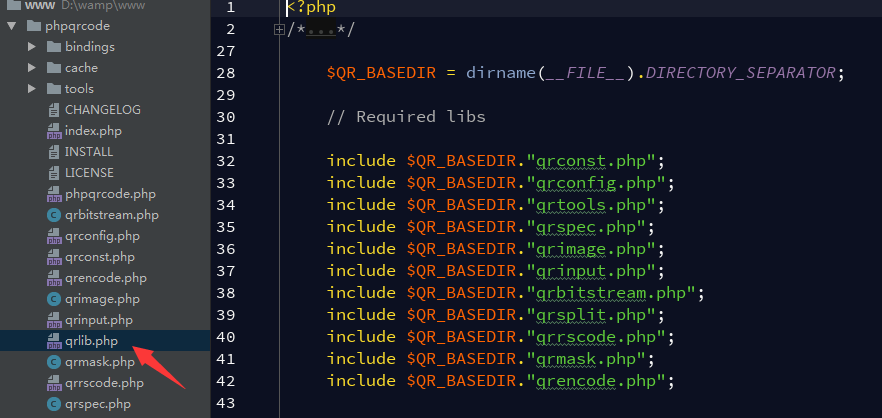 www D:\wamp\www
phpqrcode
bindings
cache
tools
CHANGELOG
index.php
INSTALL
LICENSE
phpqrcode.php
qrbitstream.php
qrconfig.php
qrconst.php
qrencode.php
qrimage.php
qrinput.php
qrlib.php
qrmask.php
qrrscode.php
qrspec.php
1 <?php
2 /*...*/
27
28 $QR_BASEDIR = dirname(__FILE__).DIRECTORY_SEPARATOR;
29
30 // Required libs
31
32 include $QR_BASEDIR."qrconst.php";
33 include $QR_BASEDIR."qrconfig.php";
34 include $QR_BASEDIR."qrtools.php";
35 include $QR_BASEDIR."qrspec.php";
36 include $QR_BASEDIR."qrimage.php";
37 include $QR_BASEDIR."qrinput.php";
38 include $QR_BASEDIR."qrbitstream.php";
39 include $QR_BASEDIR."qrsplit.php";
40 include $QR_BASEDIR."qrrscode.php";
41 include $QR_BASEDIR."qrmask.php";
42 include $QR_BASEDIR."qrencode.php";
43